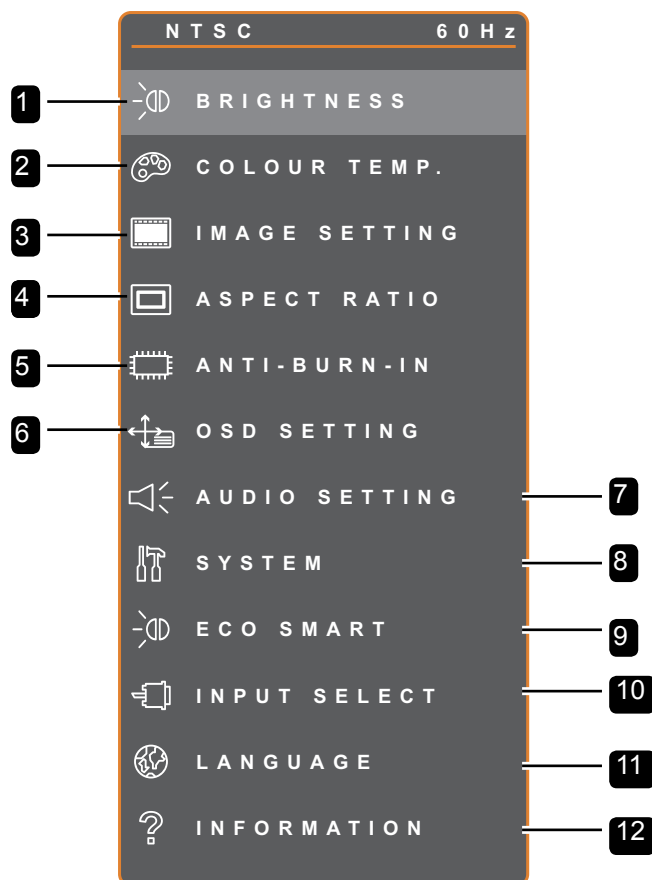 NTSC 60Hz
1 BRIGHTNESS
2 COLOUR TEMP.
3 IMAGE SETTING
4 ASPECT RATIO
5 ANTI-BURN-IN
6 OSD SETTING
AUDIO SETTING 7
SYSTEM 8
ECO SMART 9
INPUT SELECT 10
LANGUAGE 11
INFORMATION 12